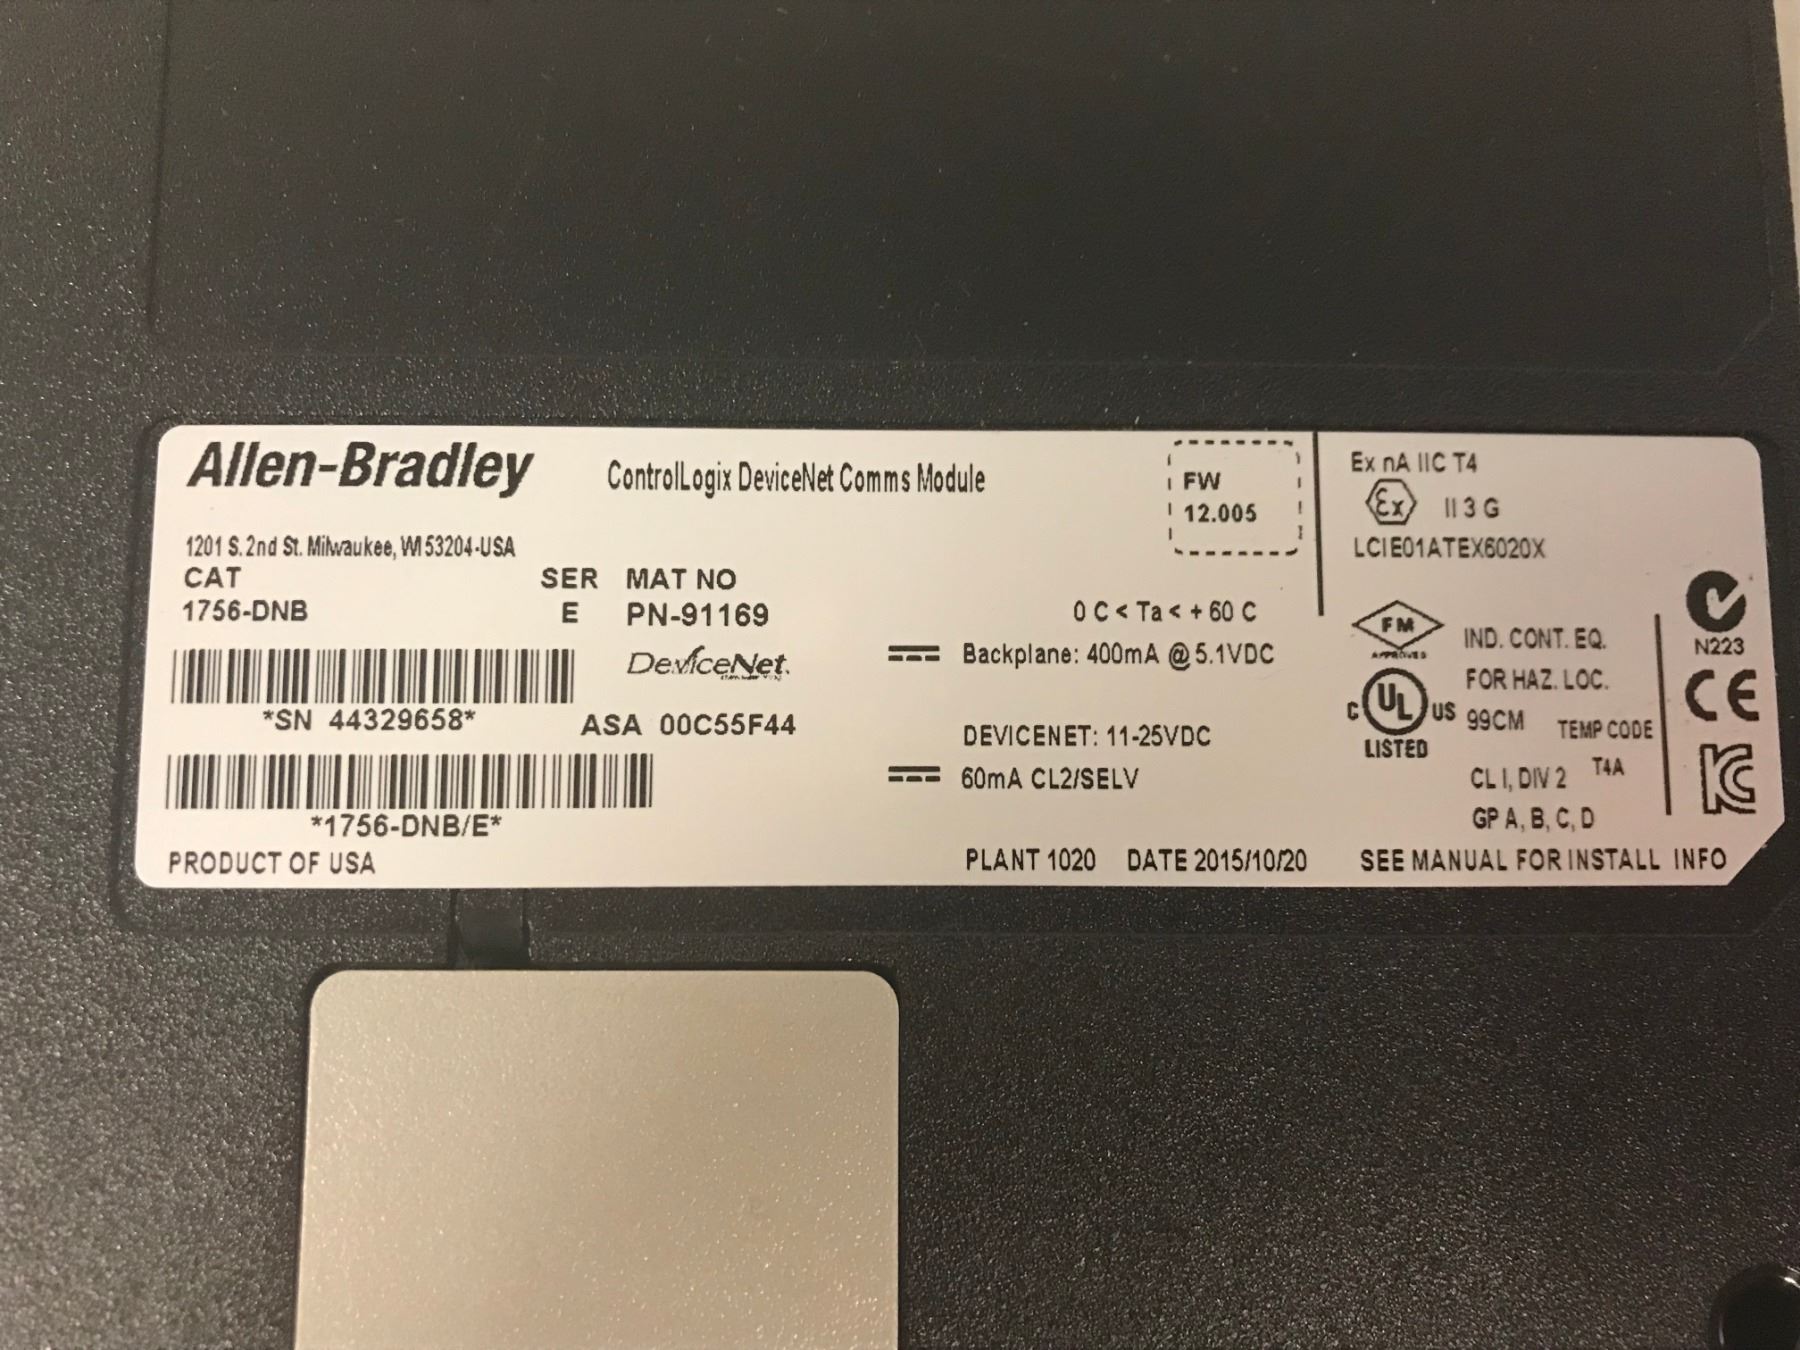 Allen-Bradley
ControlLogix DeviceNet Comms Module
FW
12.005
1201 S. 2nd St. Milwaukee, WI 53204-USA
CAT SER MAT NO
1756-DNB E PN-91169
DeviceNet.
*SN 44329658* ASA 00C55F44
*1756-DNB/E*
PRODUCT OF USA
0 C < Ta < + 60 C
Backplane: 400mA @ 5.1VDC
DEVICENET: 11-25VDC
60mA CL2/SELV
PLANT 1020 DATE 2015/10/20
Ex nA IIC T4
Ex II 3 G
LCIE01ATEX6020X
FM
APPROVED
C UL US
LISTED
IND. CONT. EQ.
FOR HAZ. LOC.
99CM TEMP CODE
CL I, DIV 2 T4A
GP A, B, C, D
N223
CE
SEE MANUAL FOR INSTALL INFO